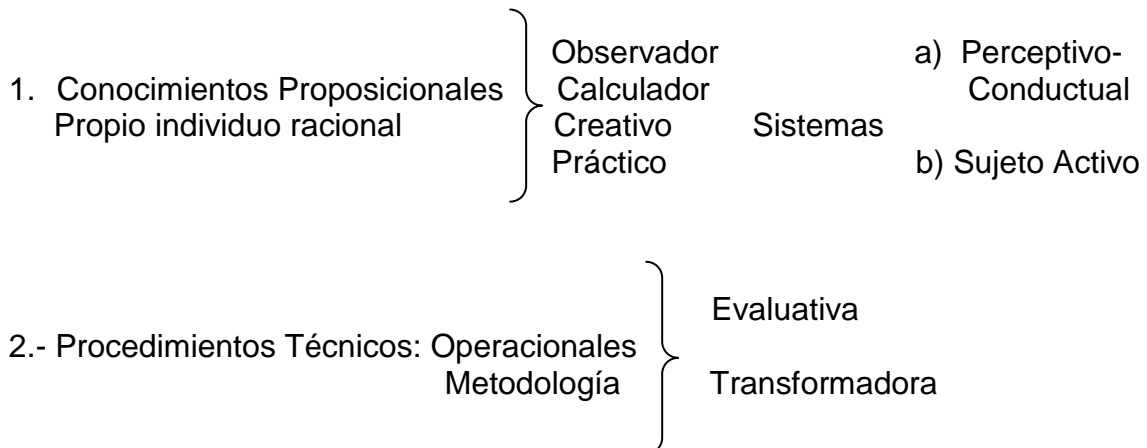 Observador a) Perceptivo-
1. Conocimientos Proposicionales Calculador Conductual
Propio individuo racional Creativo Sistemas
Práctico b) Sujeto Activo
Evaluativa
2.- Procedimientos Técnicos: Operacionales
Metodología Transformadora